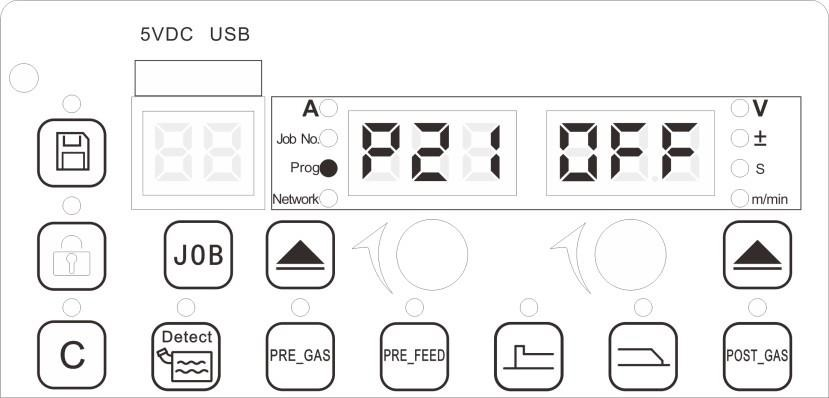 5VDC USB
A
V
Job No.
±
P21
OFF
Prog
S
Network
m/min
JOB
C
Detect
PRE_GAS
PRE_FEED
POST_GAS